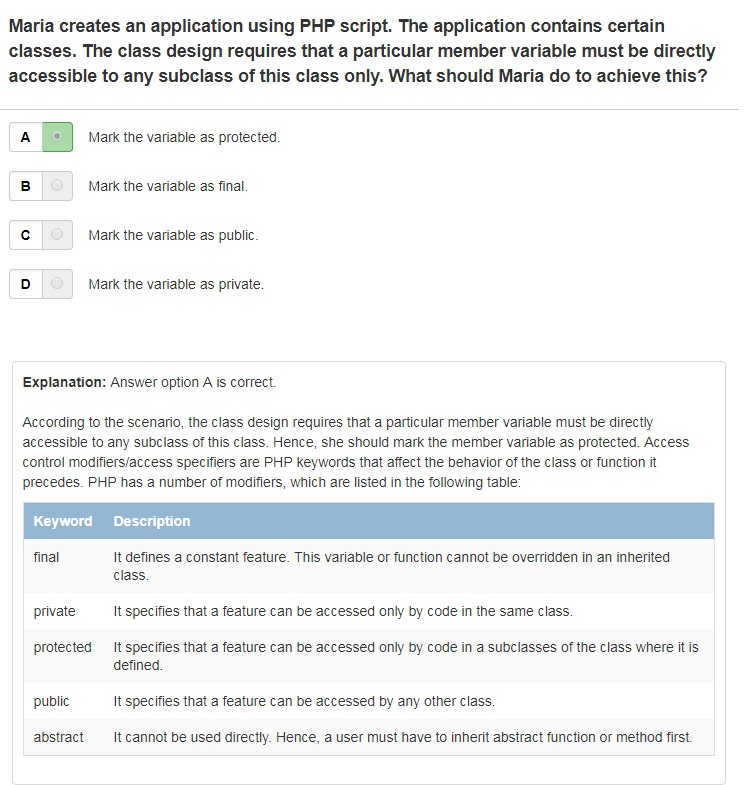 Maria creates an application using PHP script. The application contains certain
classes. The class design requires that a particular member variable must be directly
accessible to any subclass of this class only. What should Maria do to achieve this?
A Mark the variable as protected.
B Mark the variable as final.
C Mark the variable as public.
D Mark the variable as private.
Explanation: Answer option A is correct.
According to the scenario, the class design requires that a particular member variable must be directly
accessible to any subclass of this class. Hence, she should mark the member variable as protected. Access
control modifiers/access specifiers are PHP keywords that affect the behavior of the class or function it
precedes. PHP has a number of modifiers, which are listed in the following table:
Keyword Description
final It defines a constant feature. This variable or function cannot be overridden in an inherited
class.
private It specifies that a feature can be accessed only by code in the same class.
protected It specifies that a feature can be accessed only by code in a subclasses of the class where it is
defined.
public It specifies that a feature can be accessed by any other class.
abstract It cannot be used directly. Hence, a user must have to inherit abstract function or method first.